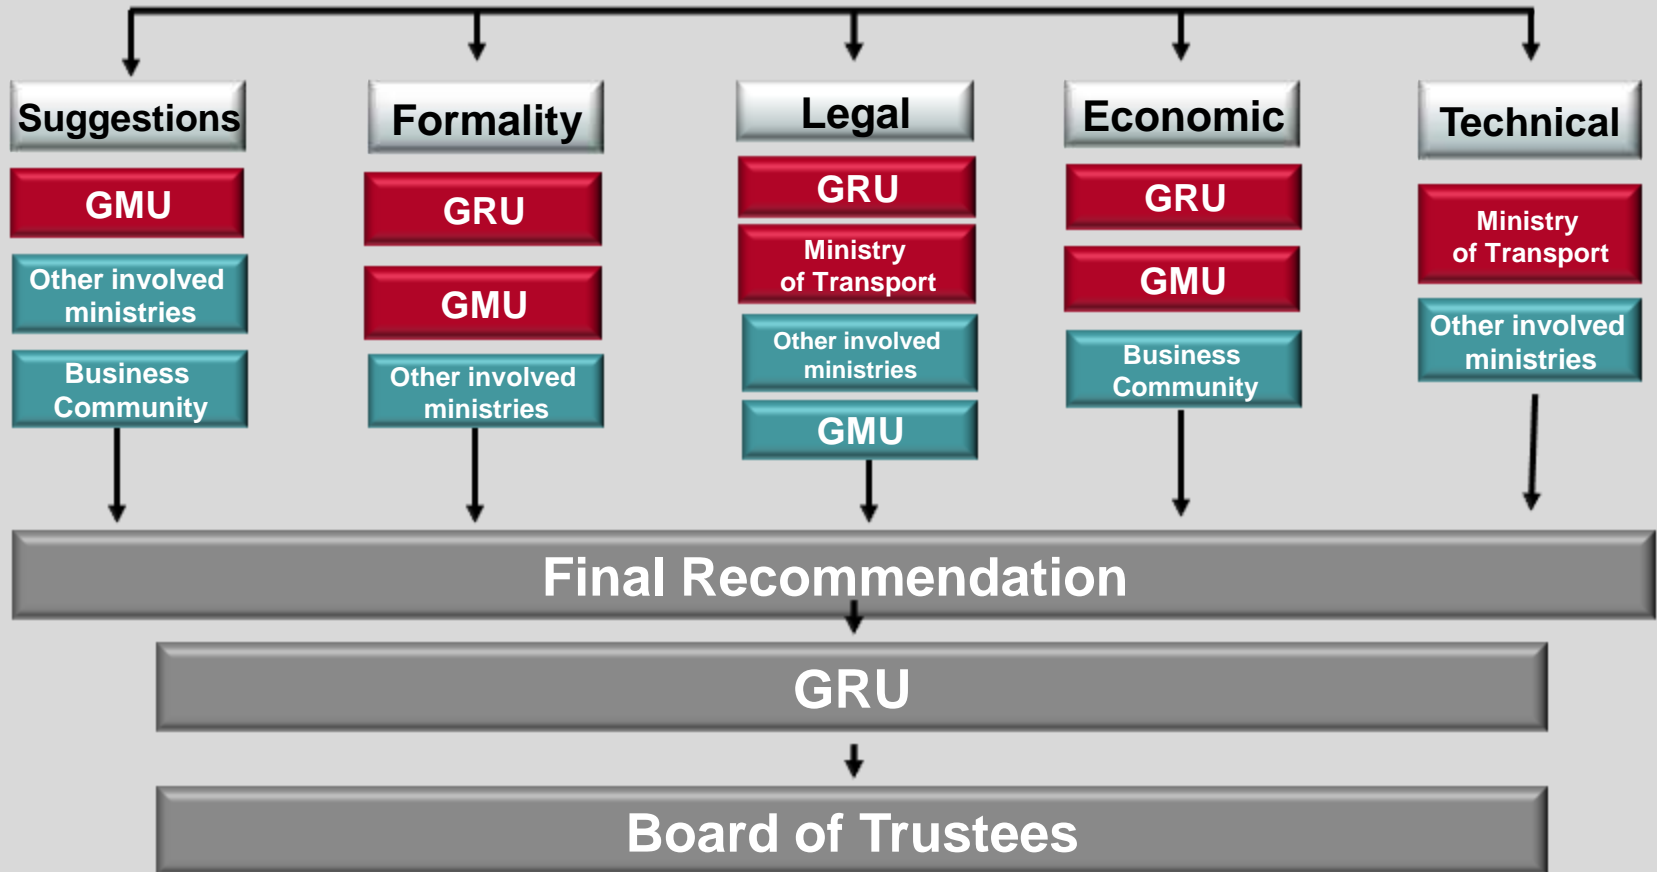 Suggestions
GMU
Other involved
ministries
Business
Community
Formality
GRU
GMU
Other involved
ministries
Legal
GRU
Ministry
of Transport
Other involved
ministries
GMU
Economic
GRU
GMU
Business
Community
Technical
Ministry
of Transport
Other involved
ministries
Final Recommendation
GRU
Board of Trustees